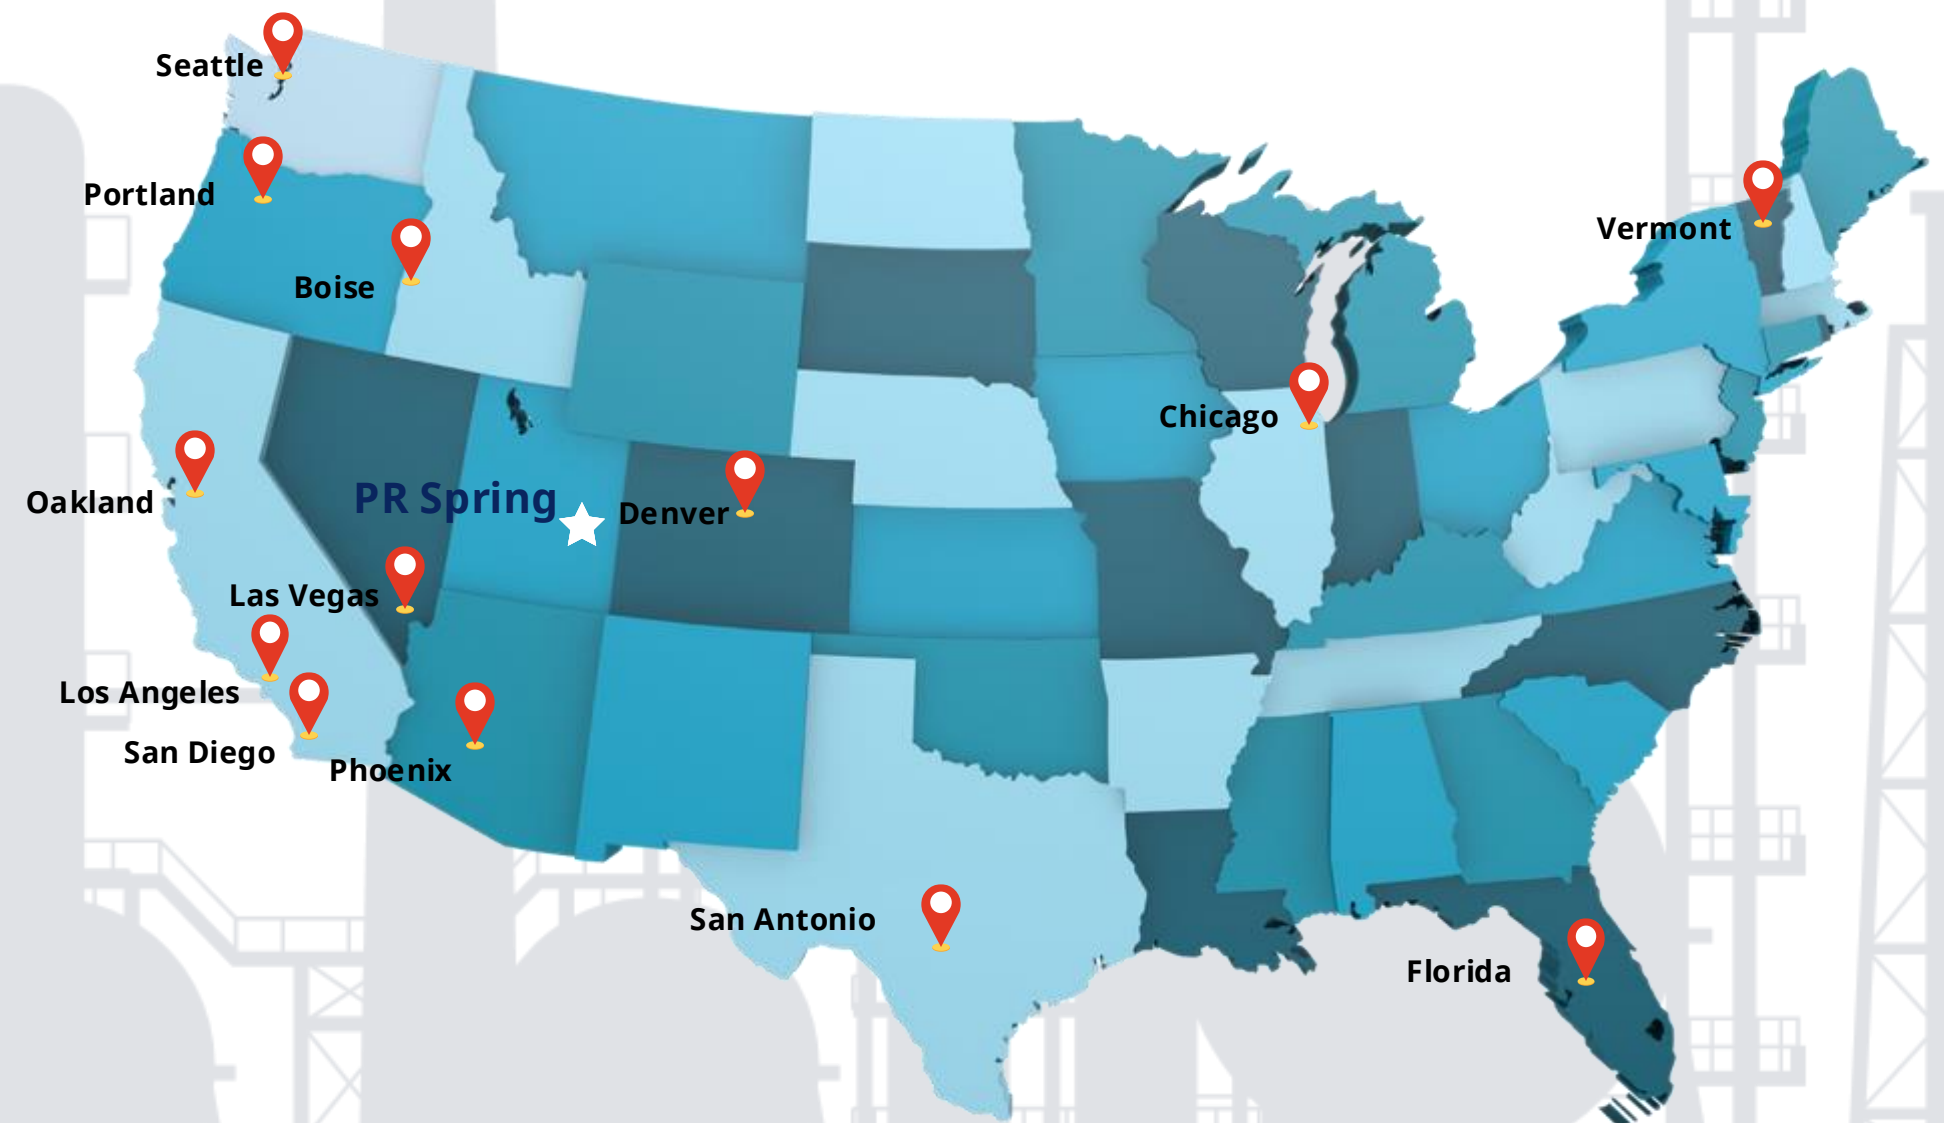 Seattle
Portland
Vermont
Boise
Chicago
Oakland
PR Spring
Denver
Las Vegas
Los Angeles
San Diego
Phoenix
San Antonio
Florida